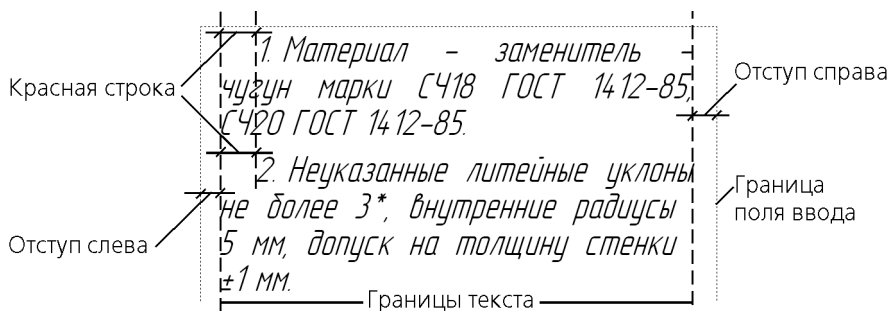 1. Материал – заменитель –
чугун марки СЧ18 ГОСТ 1412–85,
СЧ20 ГОСТ 1412–85.
2. Неуказанные литейные уклоны
не более 3*, внутренние радиусы
5 мм, допуск на толщину стенки
±1 мм.
Красная строка
Отступ слева
Отступ справа
Граница
поля ввода
Границы текста